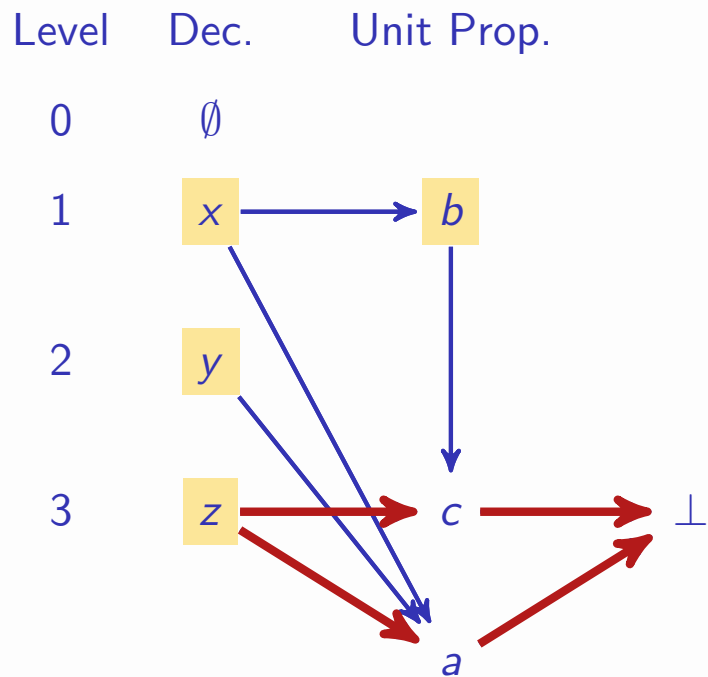 Level Dec. Unit Prop.
0 ∅
1 x b
2 y
3 z c ⊥
a